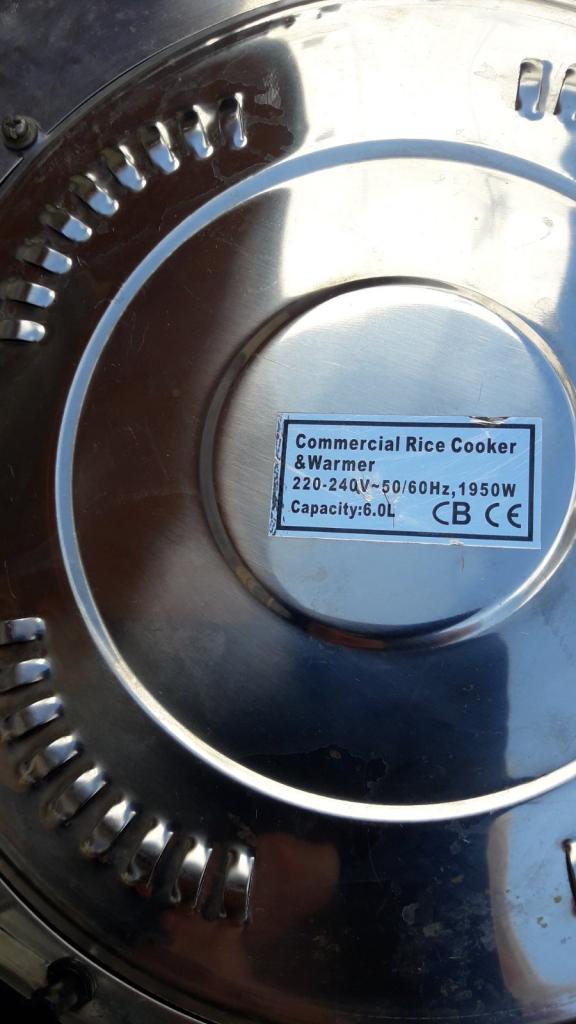 Commercial Rice Cooker
&Warmer
220-240V~50/60Hz,1950W
Capacity:6.0L CB CE